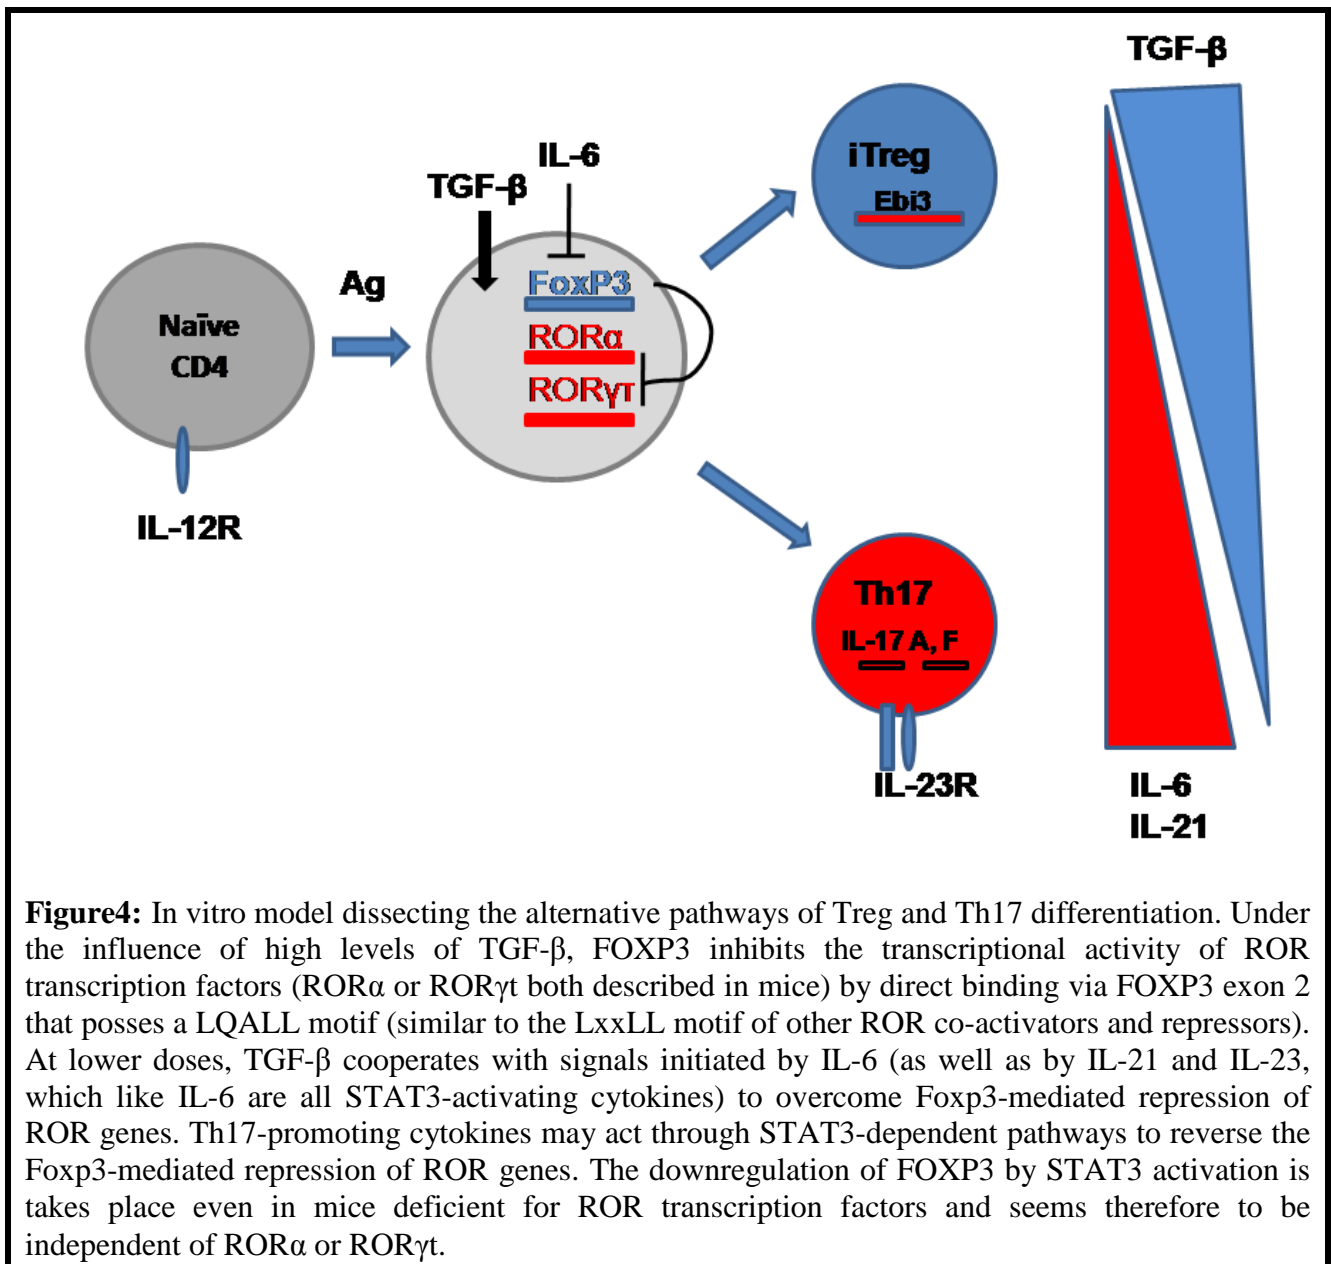 TGF-β
IL-6
TGF-β
iTreg
Ebi3
Ag
FoxP3
Naīve
CD4
RORα
RORγτ
IL-12R
Th17
IL-17 A, F
IL-23R
IL-6
IL-21
Figure4: In vitro model dissecting the alternative pathways of Treg and Th17 differentiation. Under
the influence of high levels of TGF-β, FOXP3 inhibits the transcriptional activity of ROR
transcription factors (RORα or RORγt both described in mice) by direct binding via FOXP3 exon 2
that posses a LQALL motif (similar to the LxxLL motif of other ROR co-activators and repressors).
At lower doses, TGF-β cooperates with signals initiated by IL-6 (as well as by IL-21 and IL-23,
which like IL-6 are all STAT3-activating cytokines) to overcome Foxp3-mediated repression of
ROR genes. Th17-promoting cytokines may act through STAT3-dependent pathways to reverse the
Foxp3-mediated repression of ROR genes. The downregulation of FOXP3 by STAT3 activation is
takes place even in mice deficient for ROR transcription factors and seems therefore to be
independent of RORα or RORγt.